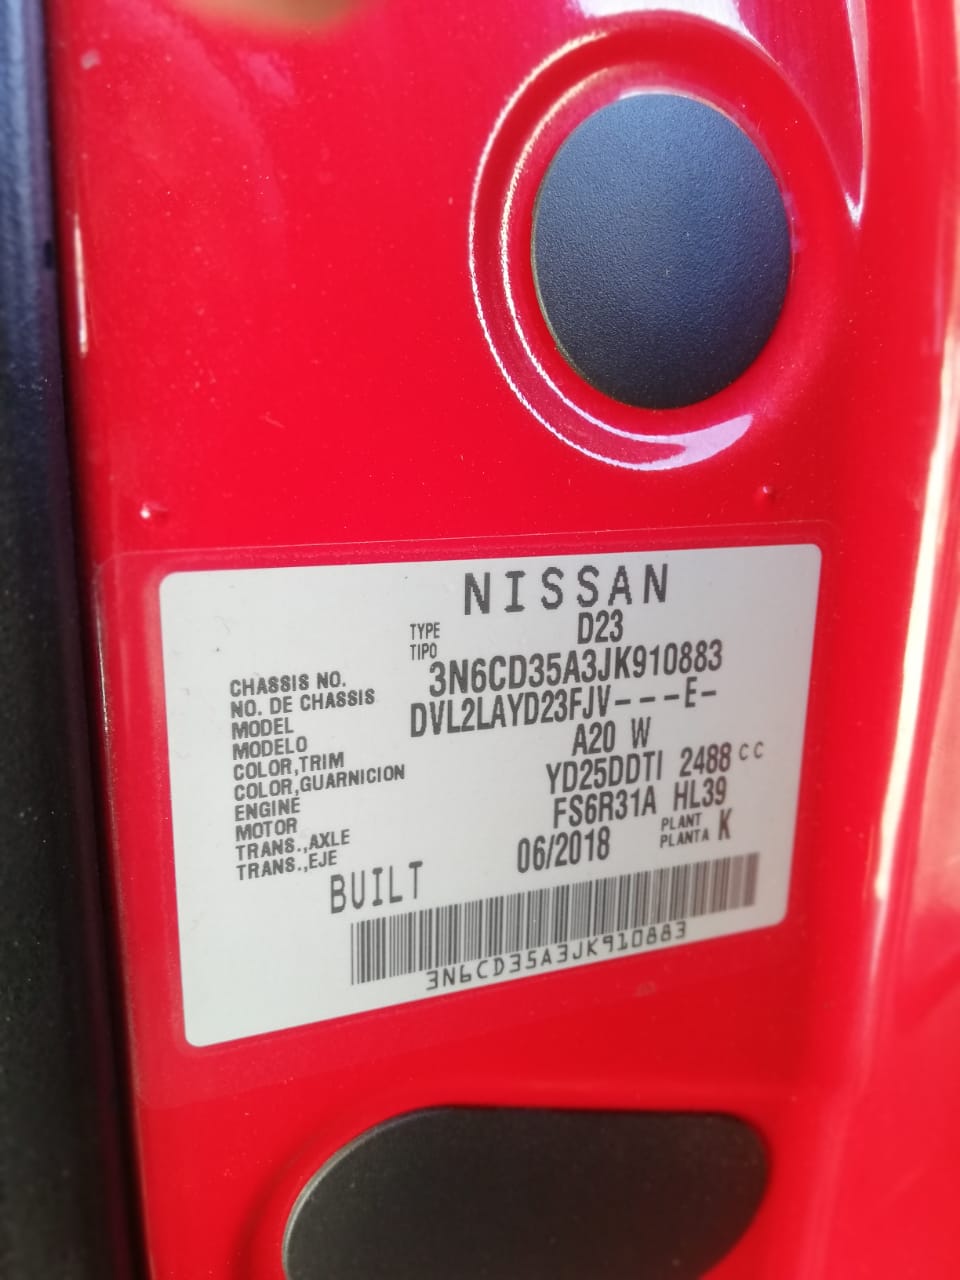 NISSAN
TYPE
TIPO
D23
CHASSIS NO.
NO. DE CHASSIS
3N6CD35A3JK910883
MODEL
MODELO
DVL2LAYD23FJV---E-
COLOR,TRIM
COLOR,GUARNICION
A20 W
ENGINE
MOTOR
YD25DDTI 2488 CC
TRANS.,AXLE
TRANS.,EJE
FS6R31A HL39
BUILT 06/2018
PLANT
PLANTA
K
3N6CD35A3JK910883